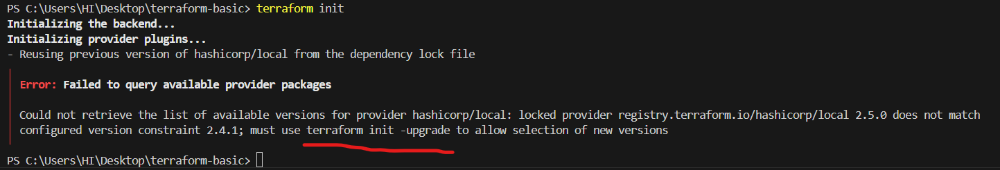 PS C:\Users\HI\Desktop\terraform-basic> terraform init
Initializing the backend...
Initializing provider plugins...
- Reusing previous version of hashicorp/local from the dependency lock file
Error: Failed to query available provider packages
Could not retrieve the list of available versions for provider hashicorp/local: locked provider registry.terraform.io/hashicorp/local 2.5.0 does not match
configured version constraint 2.4.1; must use terraform init -upgrade to allow selection of new versions
PS C:\Users\HI\Desktop\terraform-basic>